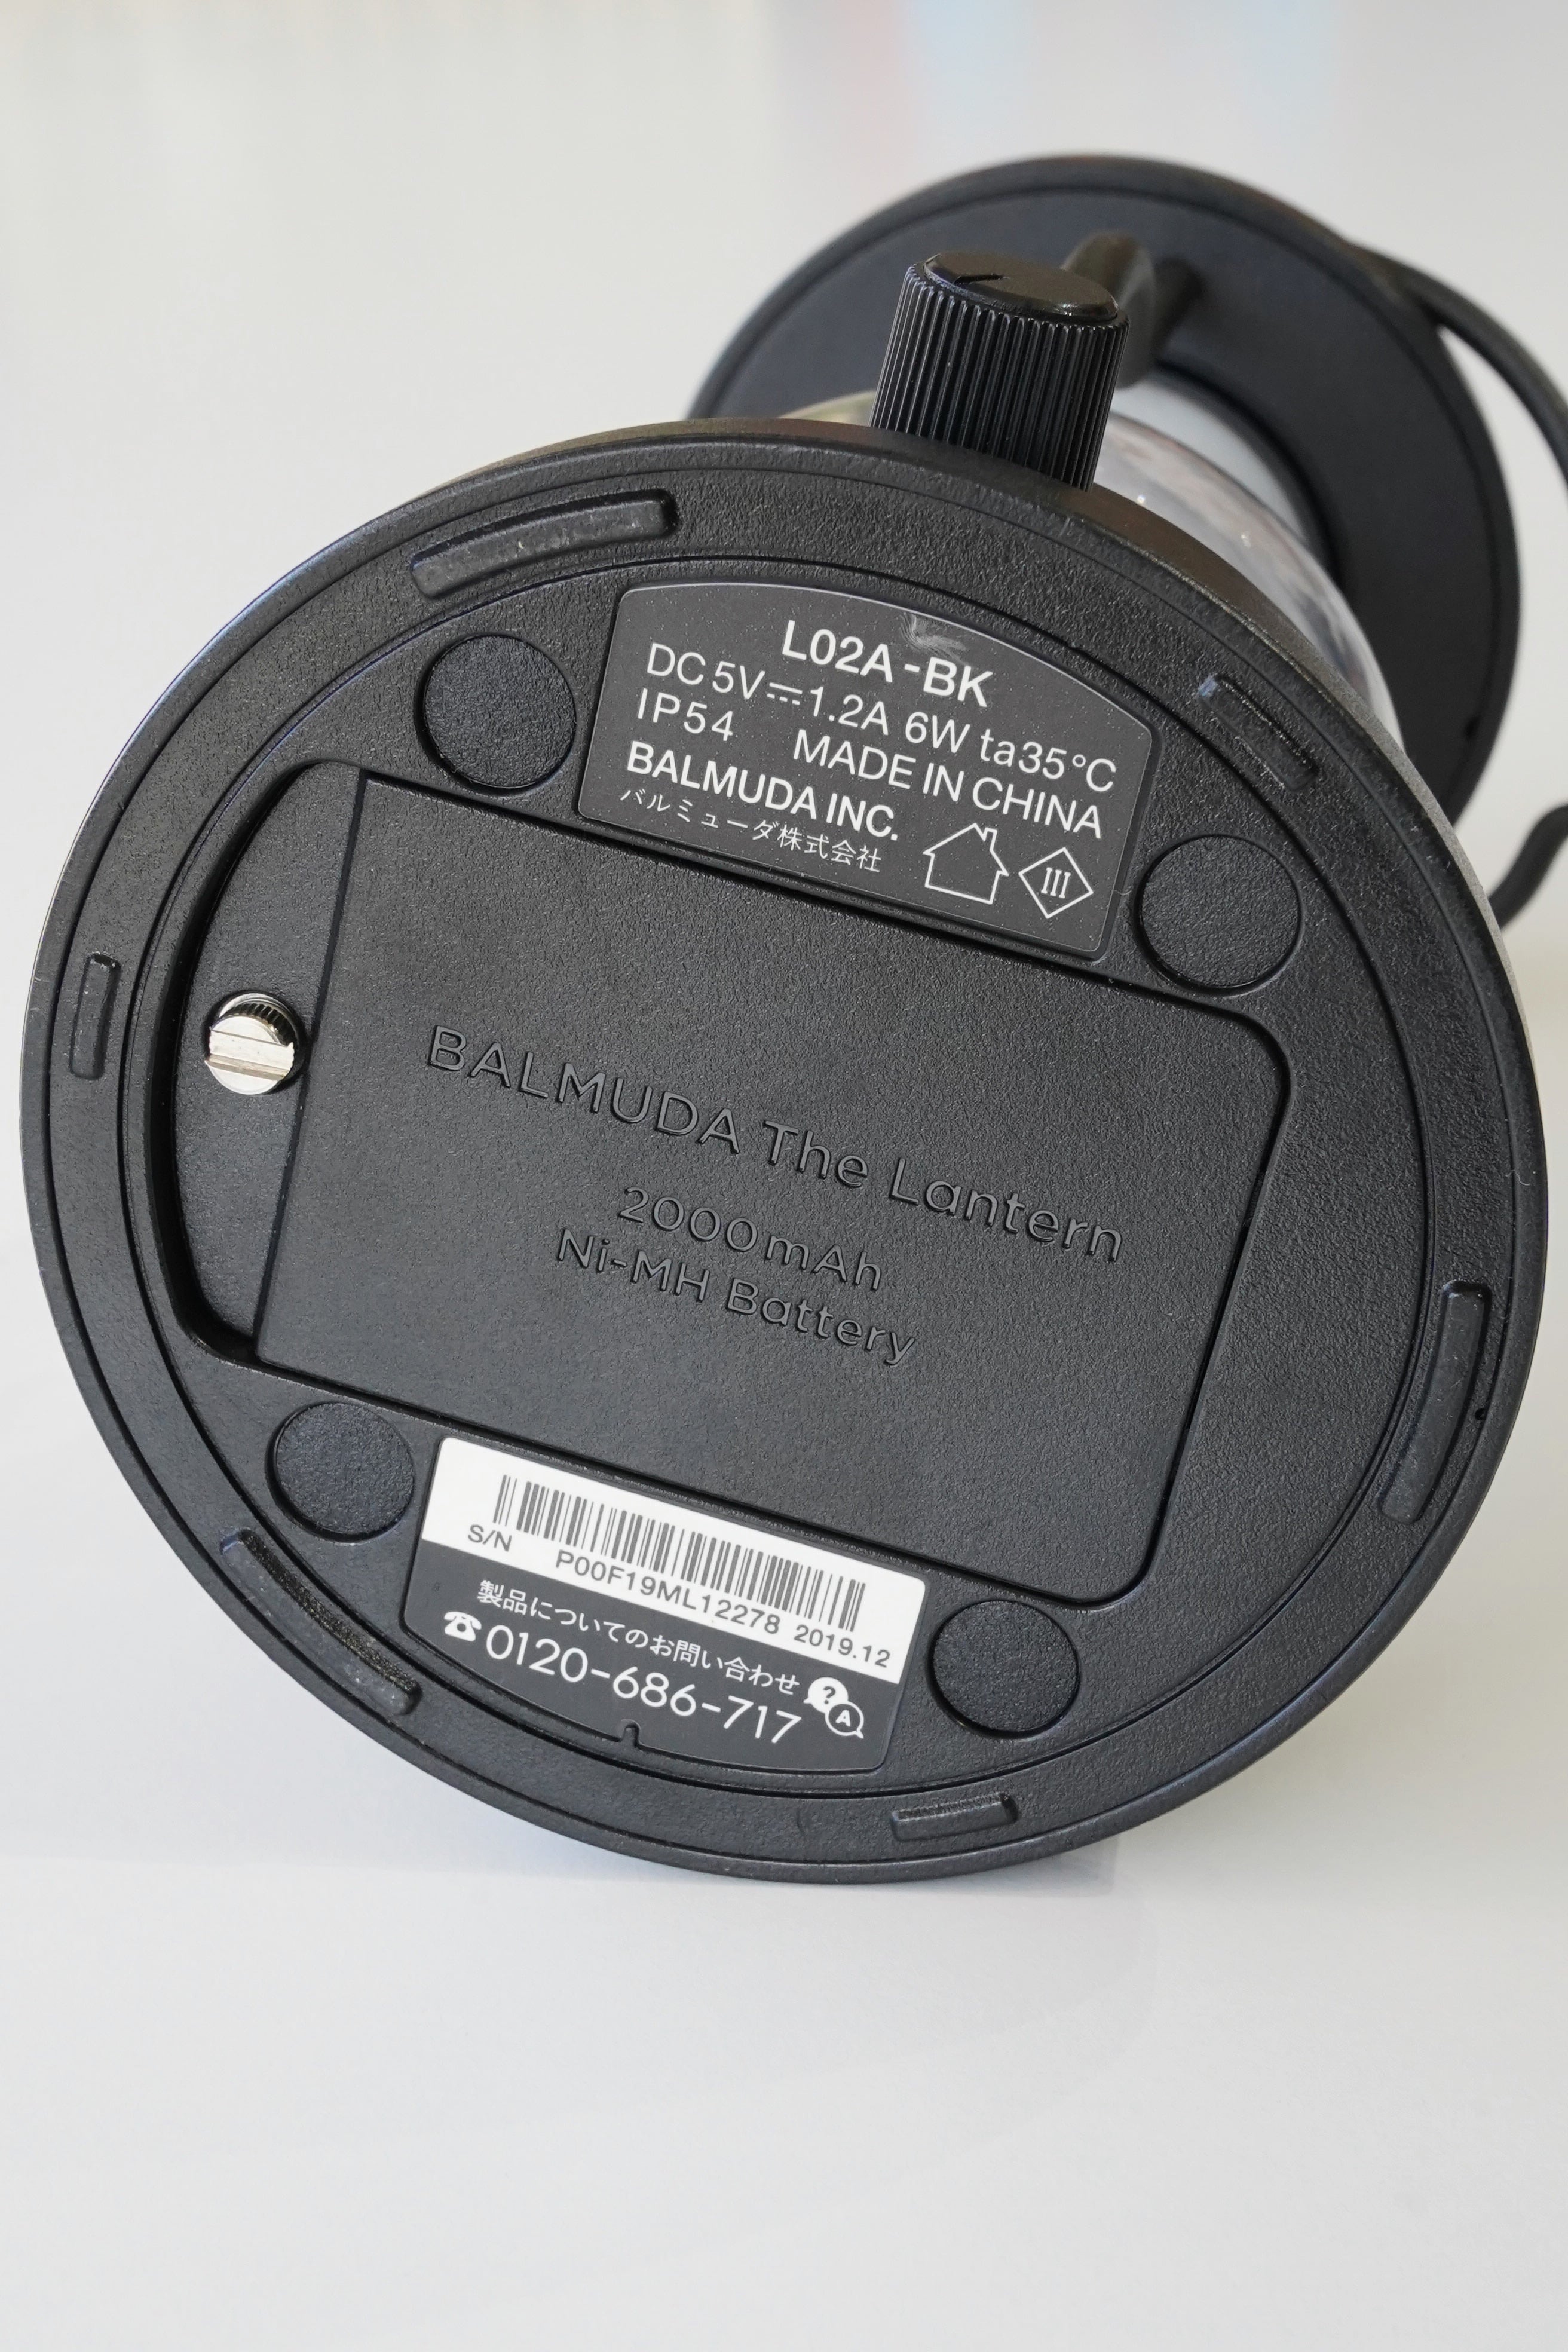 L02A-BK
DC 5V⎓1.2A 6W ta35°C
IP54 MADE IN CHINA
BALMUDA INC.
バルミューダ株式会社
III
BALMUDA The Lantern
2000mAh
Ni-MH Battery
S/N P00F19ML12278 2019.12
製品についてのお問い合わせ
0120-686-717
? A